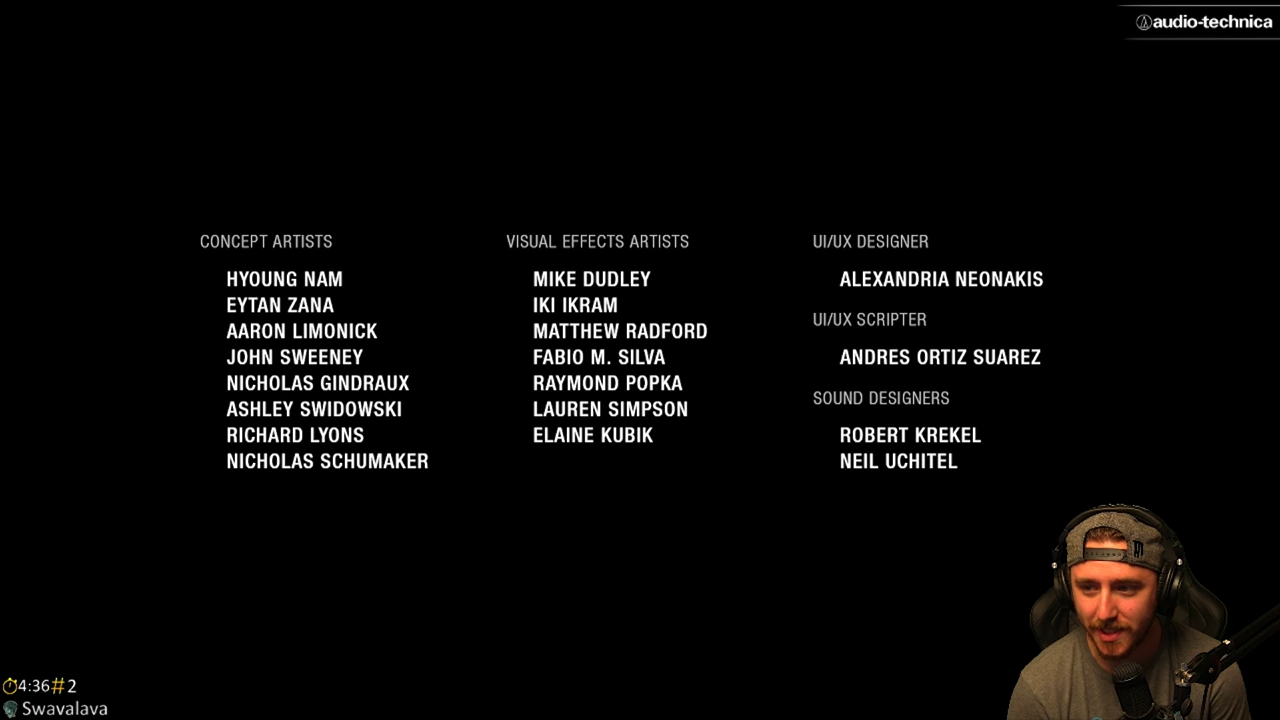 audio-technica
CONCEPT ARTISTS
HYOUNG NAM
EYTAN ZANA
AARON LIMONICK
JOHN SWEENEY
NICHOLAS GINDRAUX
ASHLEY SWIDOWSKI
RICHARD LYONS
NICHOLAS SCHUMAKER
VISUAL EFFECTS ARTISTS
MIKE DUDLEY
IKI IKRAM
MATTHEW RADFORD
FABIO M. SILVA
RAYMOND POPKA
LAUREN SIMPSON
ELAINE KUBIK
UI/UX DESIGNER
ALEXANDRIA NEONAKIS
UI/UX SCRIPTER
ANDRES ORTIZ SUAREZ
SOUND DESIGNERS
ROBERT KREKEL
NEIL UCHITEL
4:36#2
Swavalava